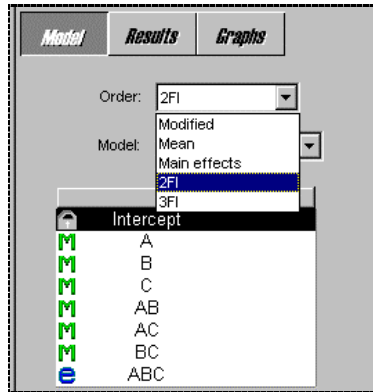 Model Results Graphs
Order: 2FI
Modified
Model: Mean
Main effects
2FI
3FI
Intercept
M A
M B
M C
M AB
M AC
M BC
e ABC